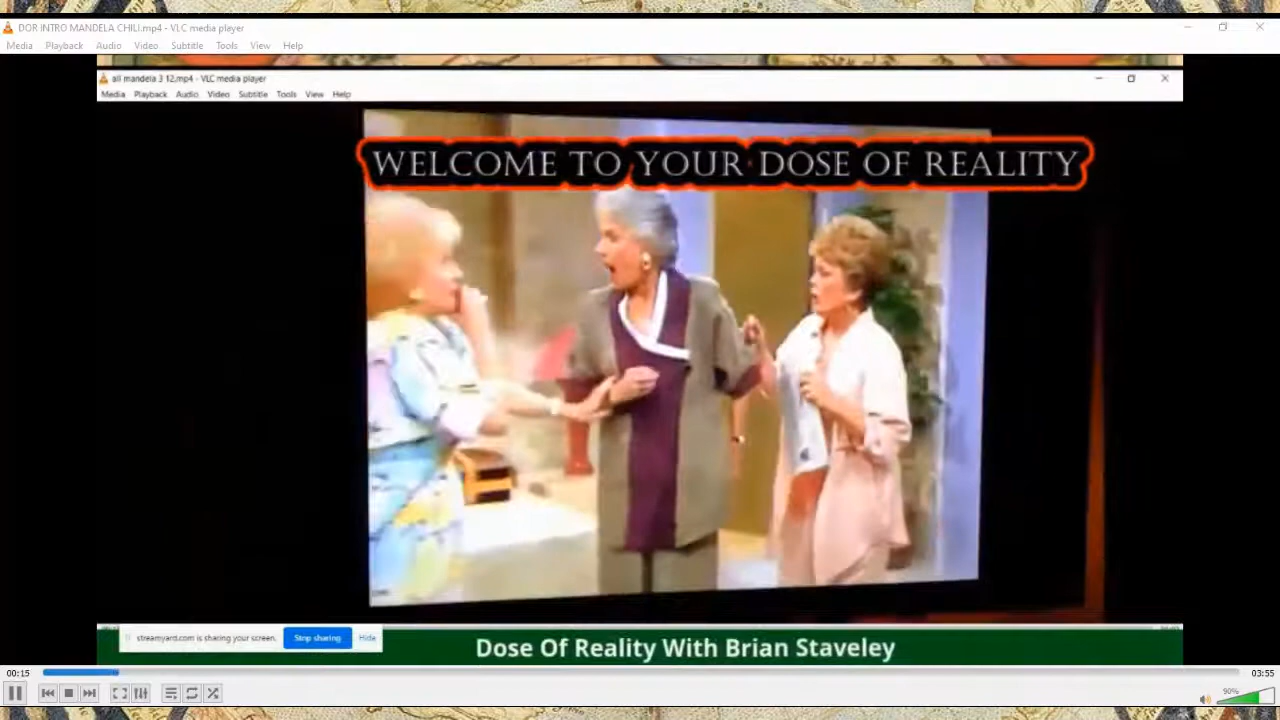 DOR INTRO MANDELA CHILI.mp4 - VLC media player
Media Playback Audio Video Subtitle Tools View Help
all mandela 3 12.mp4 - VLC media player
Media Playback Audio Video Subtitle Tools View Help
WELCOME TO YOUR DOSE OF REALITY
streamyard.com is sharing your screen. Stop sharing Hide
Dose Of Reality With Brian Staveley
00:15 03:55
90%